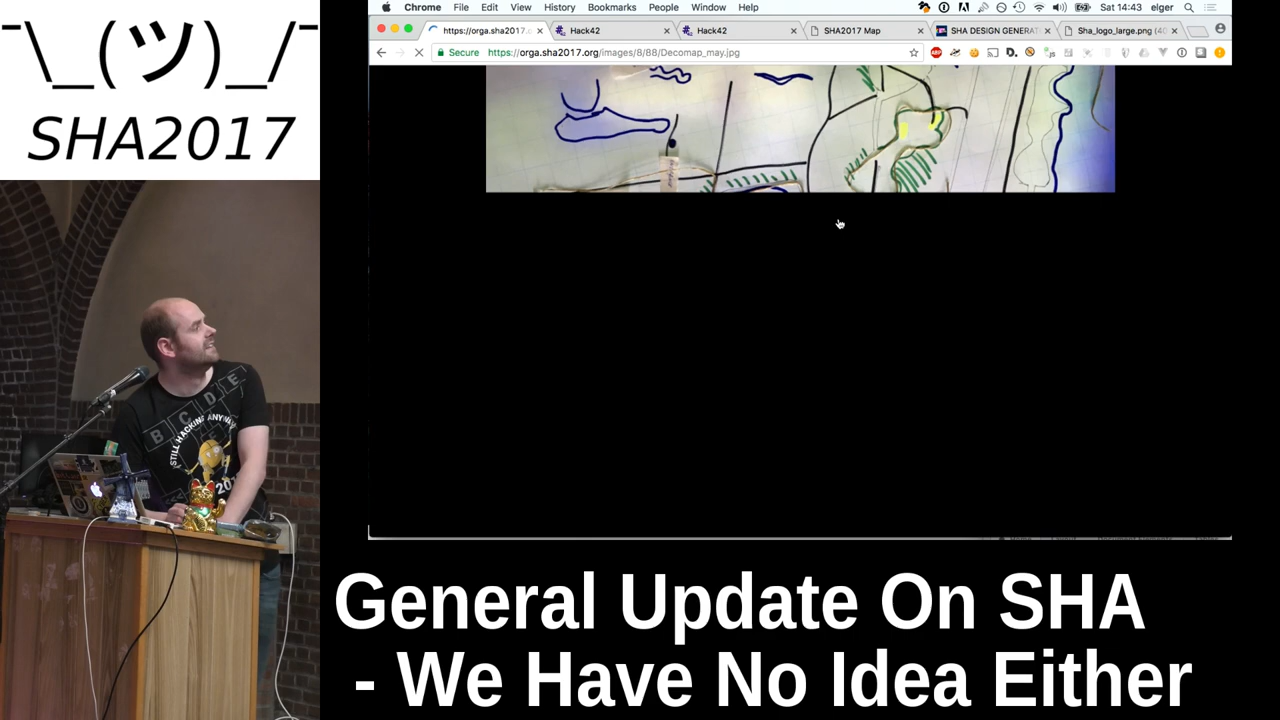 ¯\_(ツ)_/¯
SHA2017
Chrome File Edit View History Bookmarks People Window Help
Sat 14:43 elger
https://orga.sha2017.c
Hack42
Hack42
SHA2017 Map
SHA DESIGN GENERAT
Sha_logo_large.png (40
Secure https://orga.sha2017.org/images/8/88/Decomap_may.jpg
ABP
B C D E
STILL HACKING ANYWAY
General Update On SHA
- We Have No Idea Either